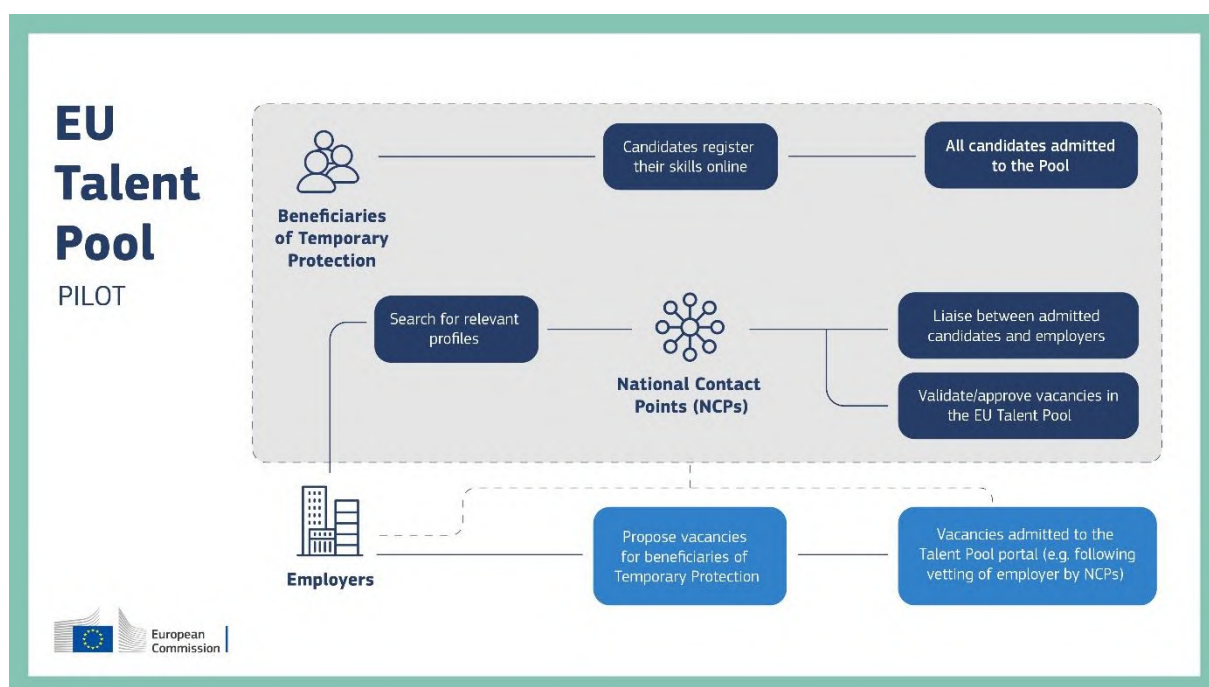 EU
Talent
Pool
PILOT
Beneficiaries
of Temporary
Protection
Candidates register
their skills online
All candidates admitted
to the Pool
Search for relevant
profiles
National Contact
Points (NCPs)
Liaise between admitted
candidates and employers
Validate/approve vacancies in
the EU Talent Pool
Employers
Propose vacancies
for beneficiaries of
Temporary Protection
Vacancies admitted to the
Talent Pool portal (e.g. following
vetting of employer by NCPs)
European
Commission